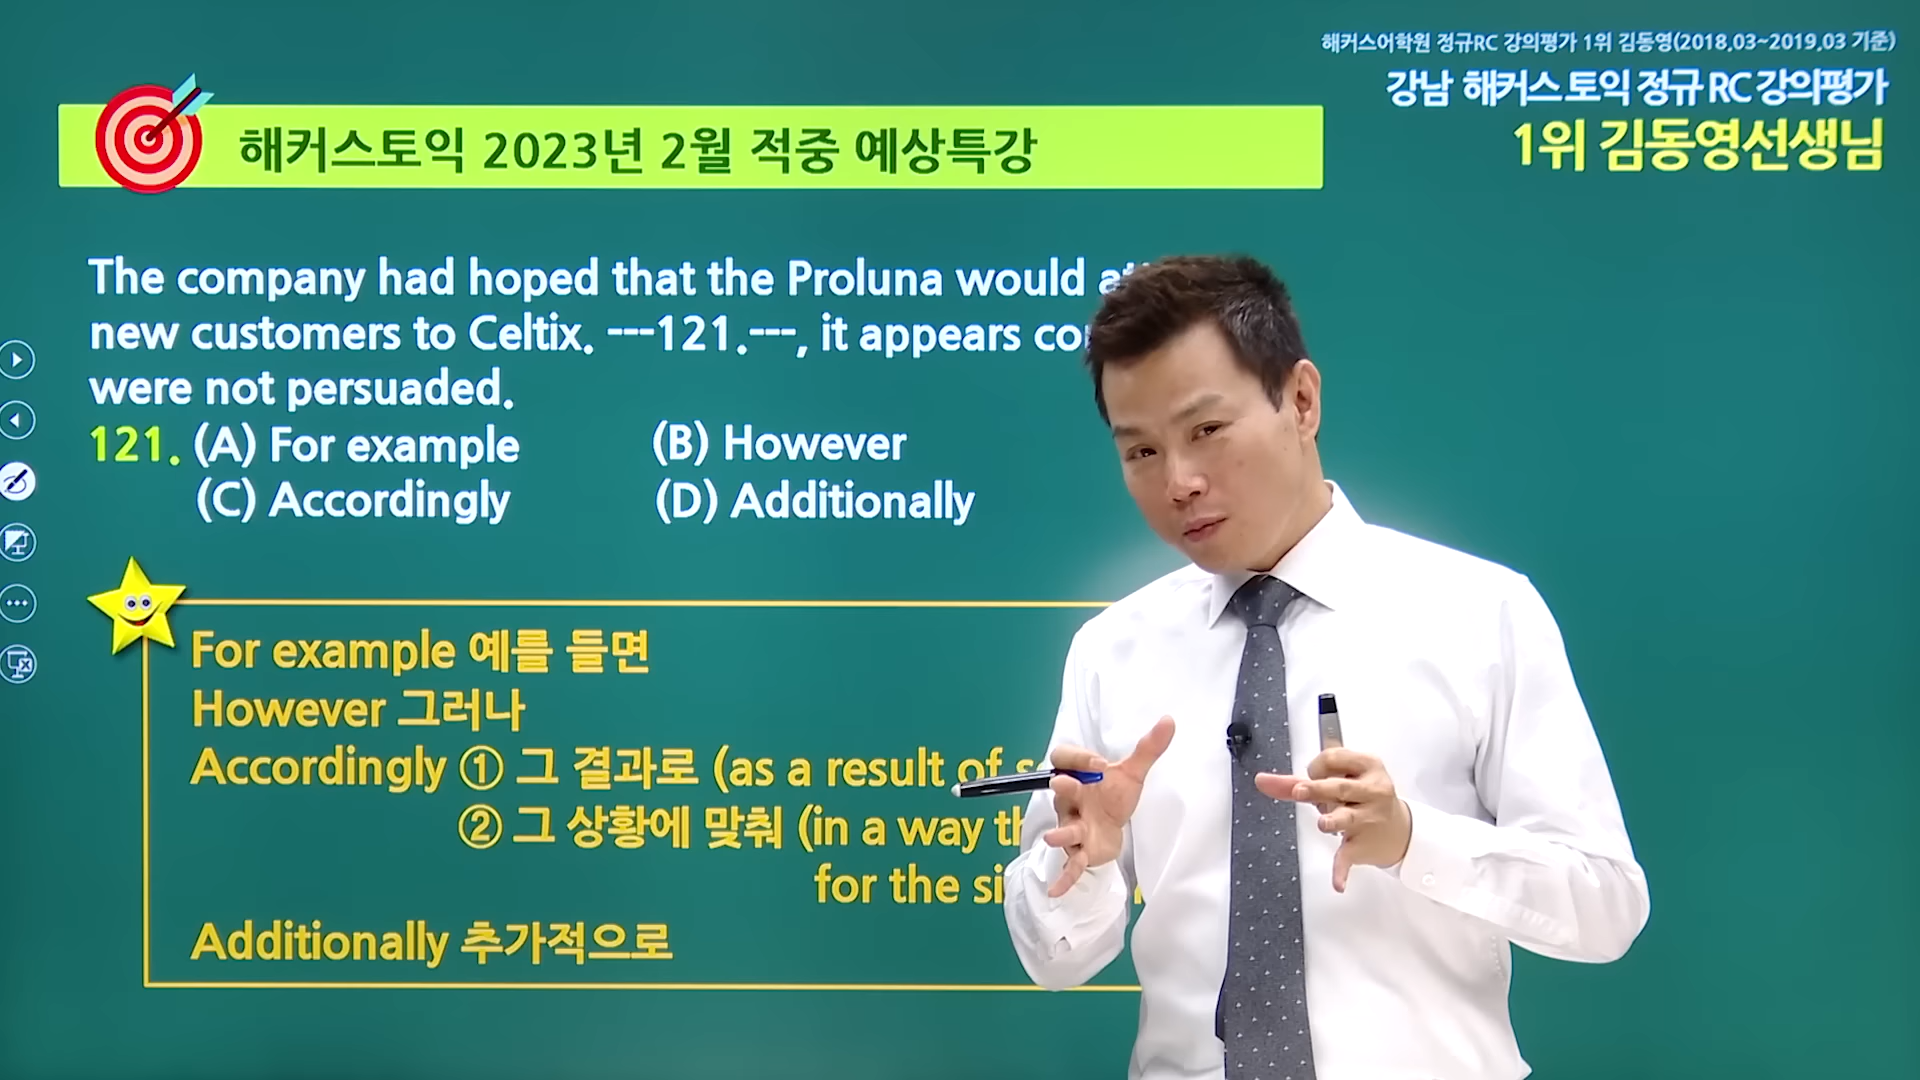 해커스어학원 정규RC 강의평가 1위 김동영(2018.03~2019.03 기준)
강남 해커스 토익 정규 RC 강의평가
1위 김동영선생님
해커스토익 2023년 2월 적중 예상특강
The company had hoped that the Proluna would
new customers to Celtix. ---121.---, it appears
were not persuaded.
121. (A) For example (B) However
(C) Accordingly (D) Additionally
For example 예를 들면
However 그러나
Accordingly ① 그 결과로 (as a result of
② 그 상황에 맞춰 (in a way
for the
Additionally 추가적으로